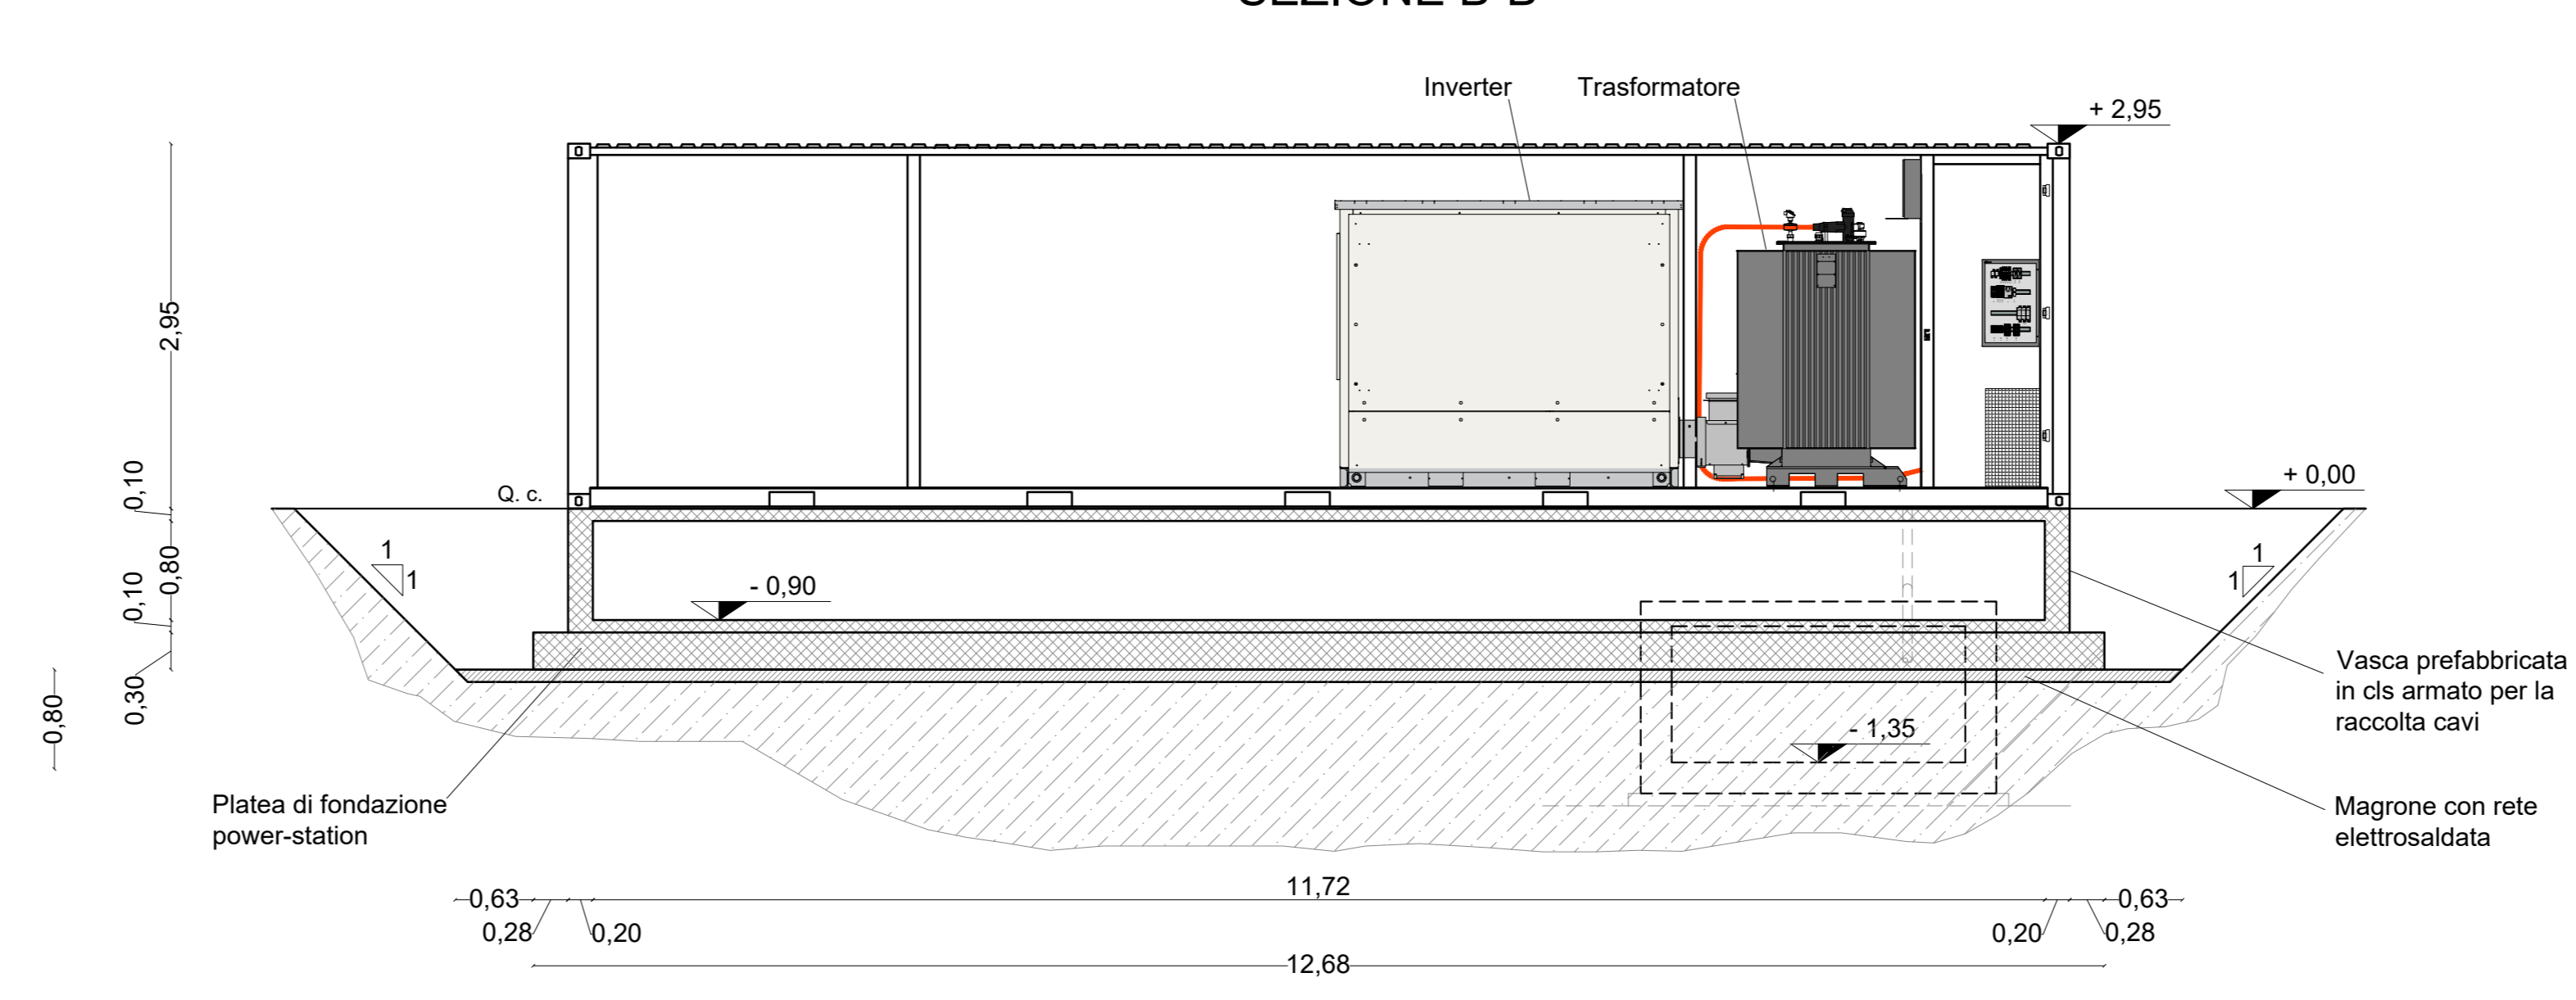 SEZIONE B-B
Inverter
Trasformatore
+ 2,95
2,95
0,10
Q. c.
+ 0,00
1
1
1
1
0,80
0,10
- 0,90
0,30
0,80
- 1,35
Vasca prefabbricata
in cls armato per la
raccolta cavi
Platea di fondazione
power-station
Magrone con rete
elettrosaldata
0,63
11,72
0,63
0,28
0,20
0,20
0,28
12,68